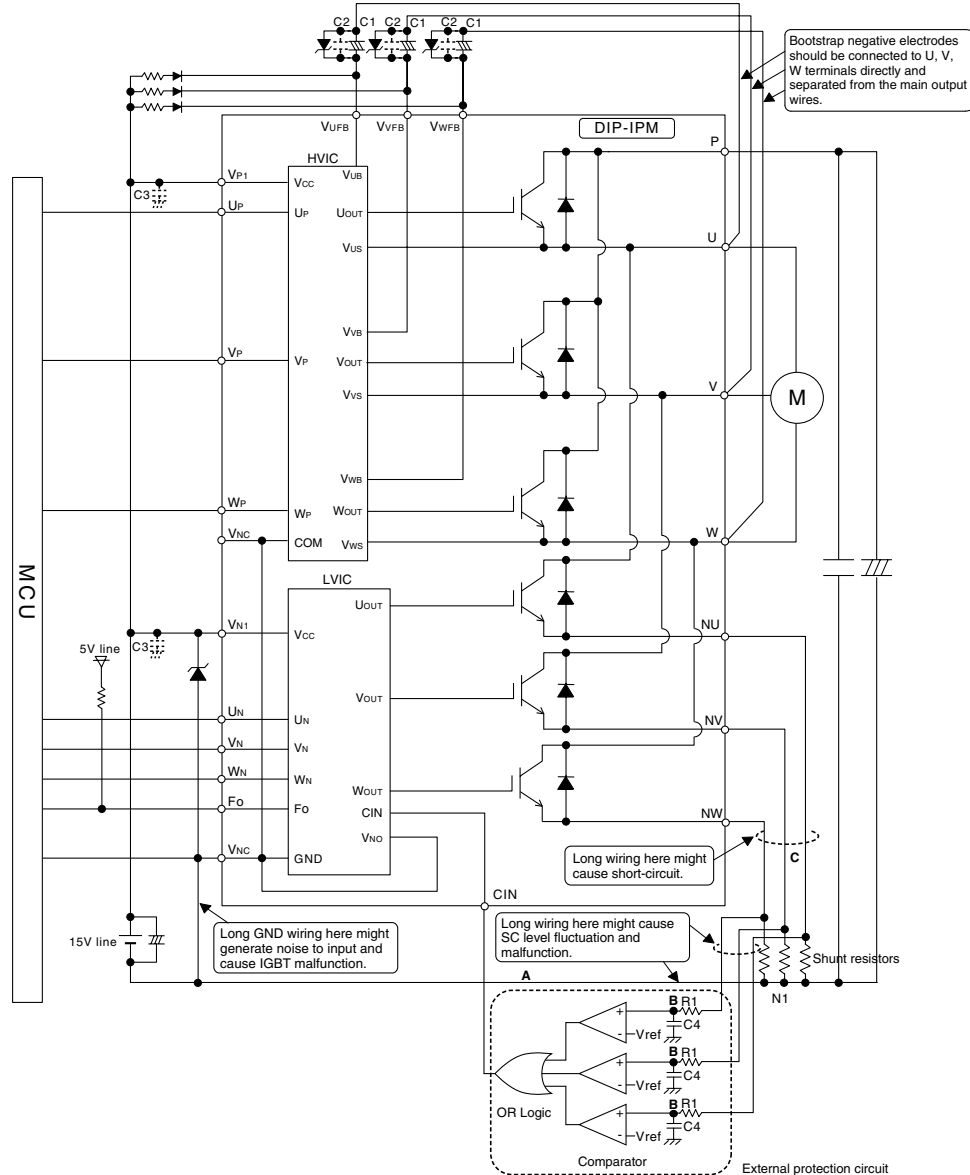 C2 C1 C2 C1 C2 C1
Bootstrap negative electrodes
should be connected to U, V,
W terminals directly and
separated from the main output
wires.
VUFB VVFB VWFB
DIP-IPM
P
HVIC
VP1
VCC
VUB
C3
UP
UP
UOUT
U
VUS
VVB
VP
VP
VOUT
V
VVS
M
VWB
WP
WP
WOUT
VNC
COM
VWS
W
MCU
LVIC
UOUT
VN1
VCC
C3
NU
5V line
VOUT
UN
UN
NV
VN
VN
WN
WN
WOUT
Fo
Fo
CIN
NW
VNO
VNC
GND
Long wiring here might
cause short-circuit.
C
CIN
15V line
Long GND wiring here might
generate noise to input and
cause IGBT malfunction.
Long wiring here might cause
SC level fluctuation and
malfunction.
Shunt resistors
A
N1
B R1
+
- Vref
C4
B R1
+
- Vref
C4
OR Logic
B R1
+
- Vref
C4
Comparator
External protection circuit